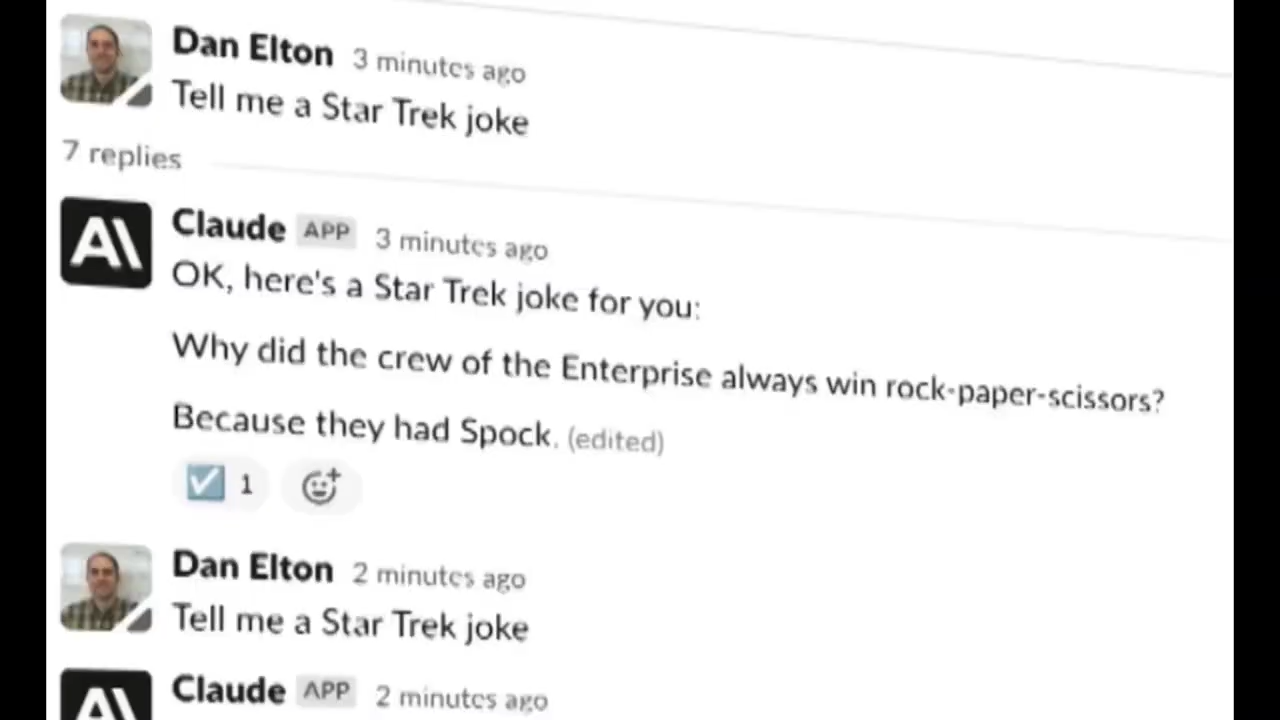 Dan Elton 3 minutes ago
Tell me a Star Trek joke
7 replies
A\
Claude APP 3 minutes ago
OK, here's a Star Trek joke for you:
Why did the crew of the Enterprise always win rock-paper-scissors?
Because they had Spock. (edited)
1
Dan Elton 2 minutes ago
Tell me a Star Trek joke
A\
Claude APP 2 minutes ago